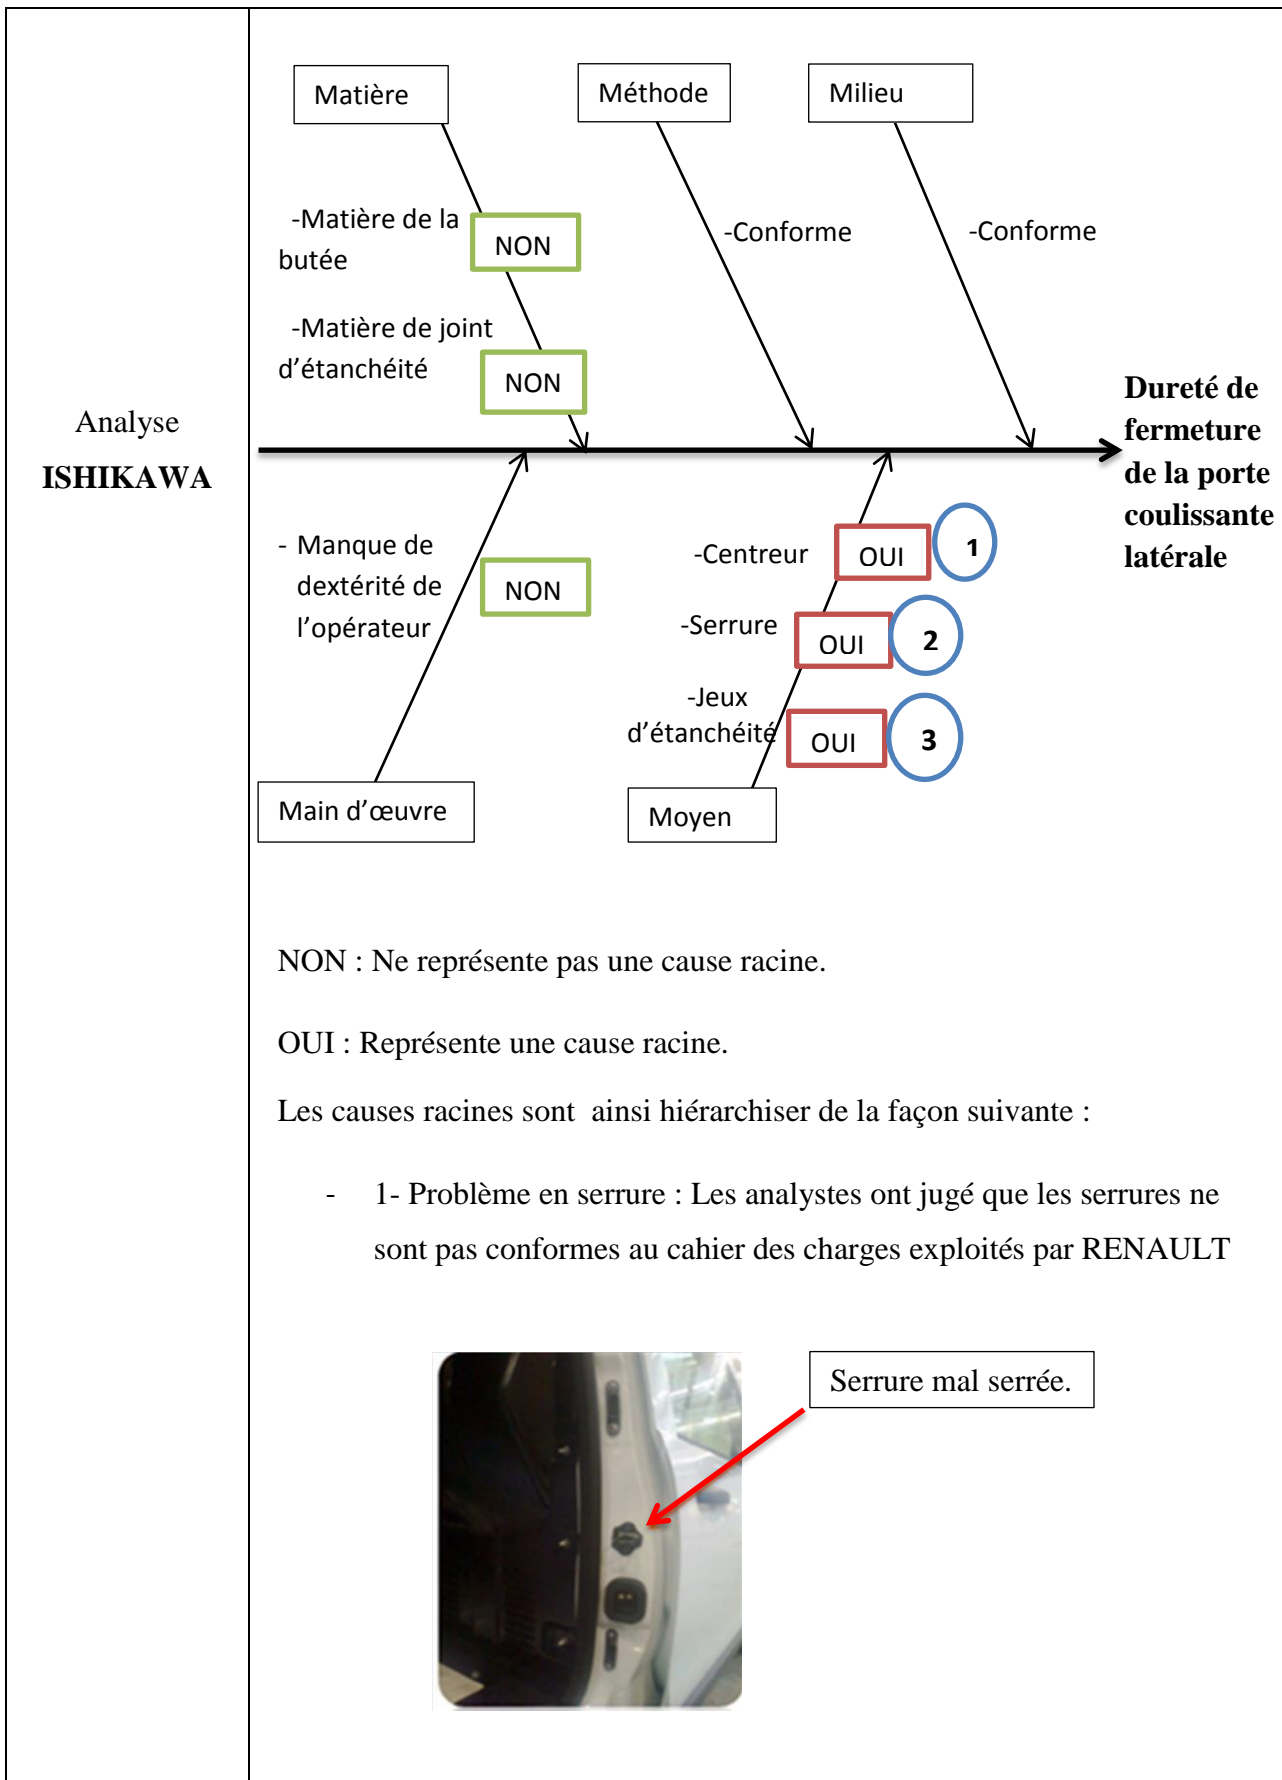 Analyse
ISHIKAWA
Matière
Méthode
Milieu
-Matière de la
butée
NON
-Conforme
-Conforme
-Matière de joint
d’étanchéité
NON
Dureté de
fermeture
de la porte
coulissante
latérale
- Manque de
dextérité de
l’opérateur
NON
-Centreur
OUI
1
-Serrure
OUI
2
-Jeux
d’étanchéité
OUI
3
Main d’œuvre
Moyen
NON : Ne représente pas une cause racine.
OUI : Représente une cause racine.
Les causes racines sont ainsi hiérarchiser de la façon suivante :
- 1- Problème en serrure : Les analystes ont jugé que les serrures ne
sont pas conformes au cahier des charges exploités par RENAULT
Serrure mal serrée.